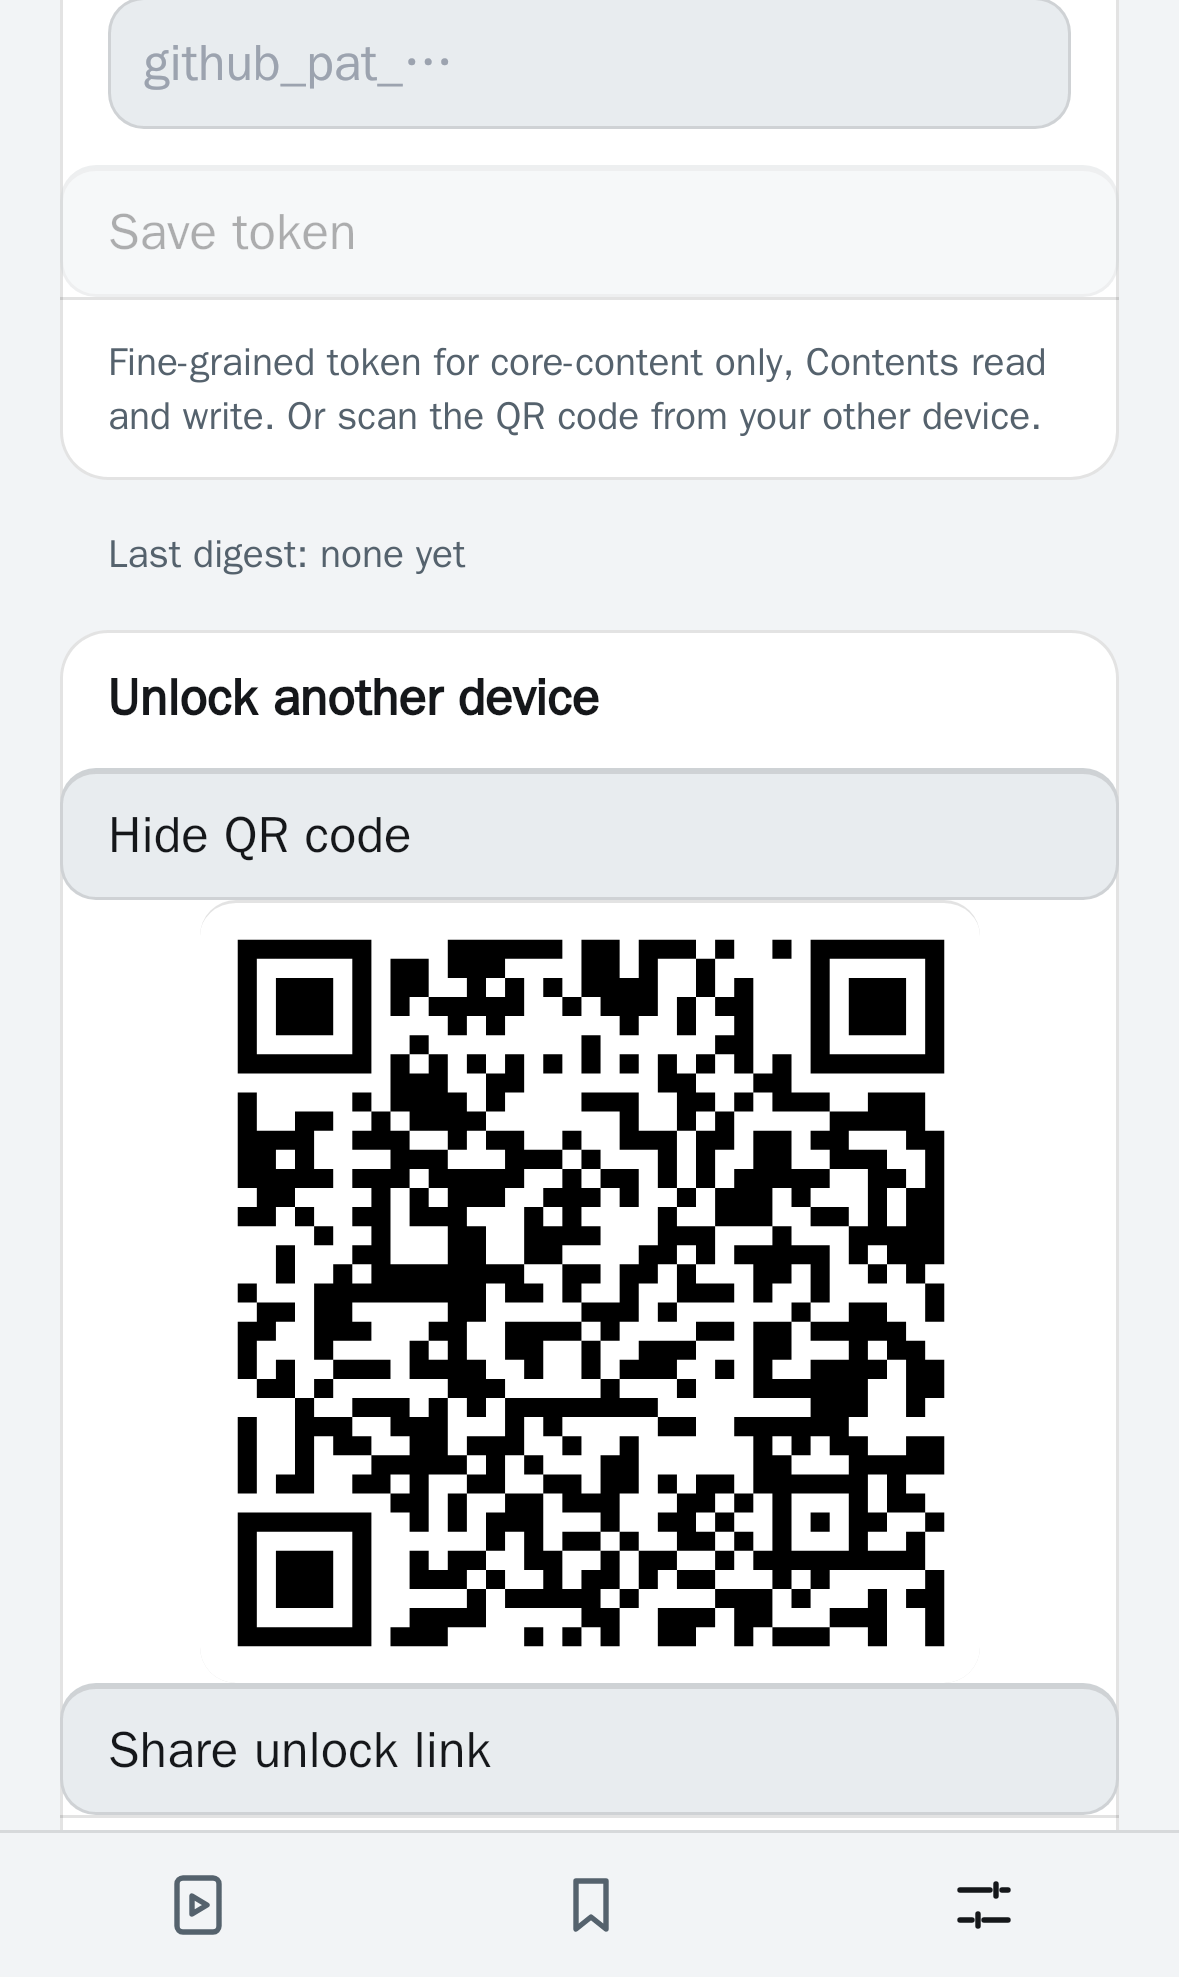 github_pat_…
Save token
Fine-grained token for core-content only, Contents read
and write. Or scan the QR code from your other device.
Last digest: none yet
Unlock another device
Hide QR code
Share unlock link